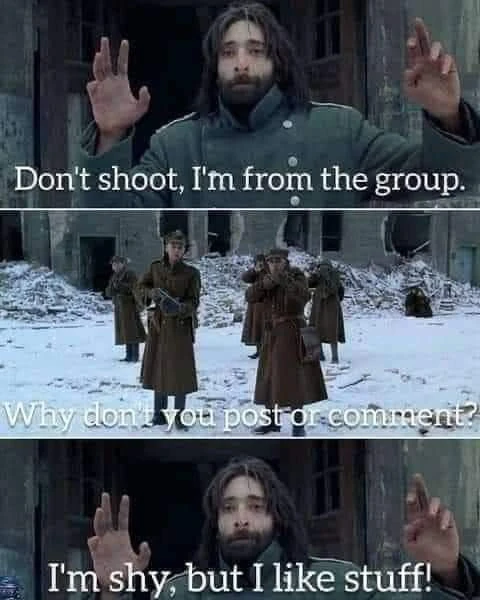 Don't shoot, I'm from the group.
Why don't you post or comment?
I'm shy, but I like stuff!